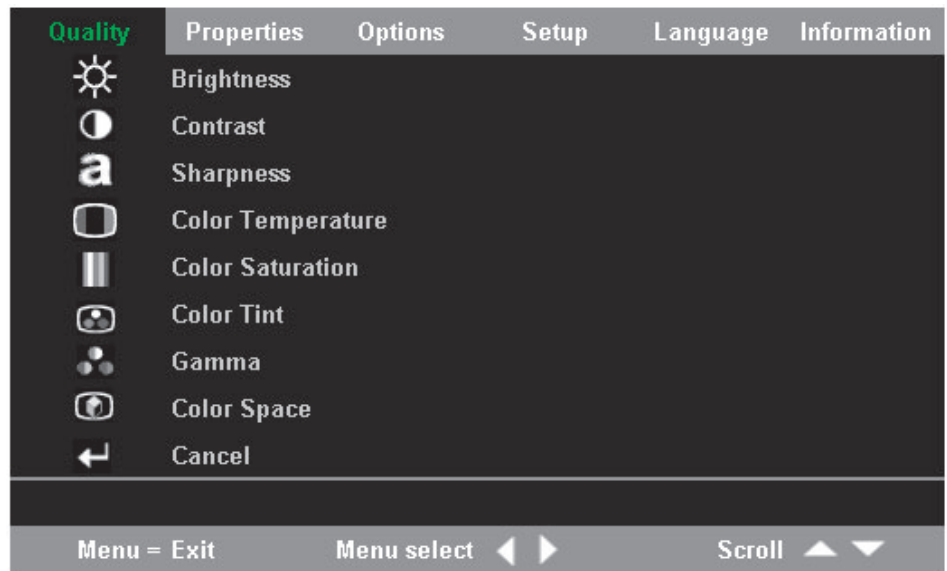 Quality Properties Options Setup Language Information
Brightness
Contrast
a Sharpness
Color Temperature
Color Saturation
Color Tint
Gamma
Color Space
Cancel
Menu = Exit Menu select Scroll